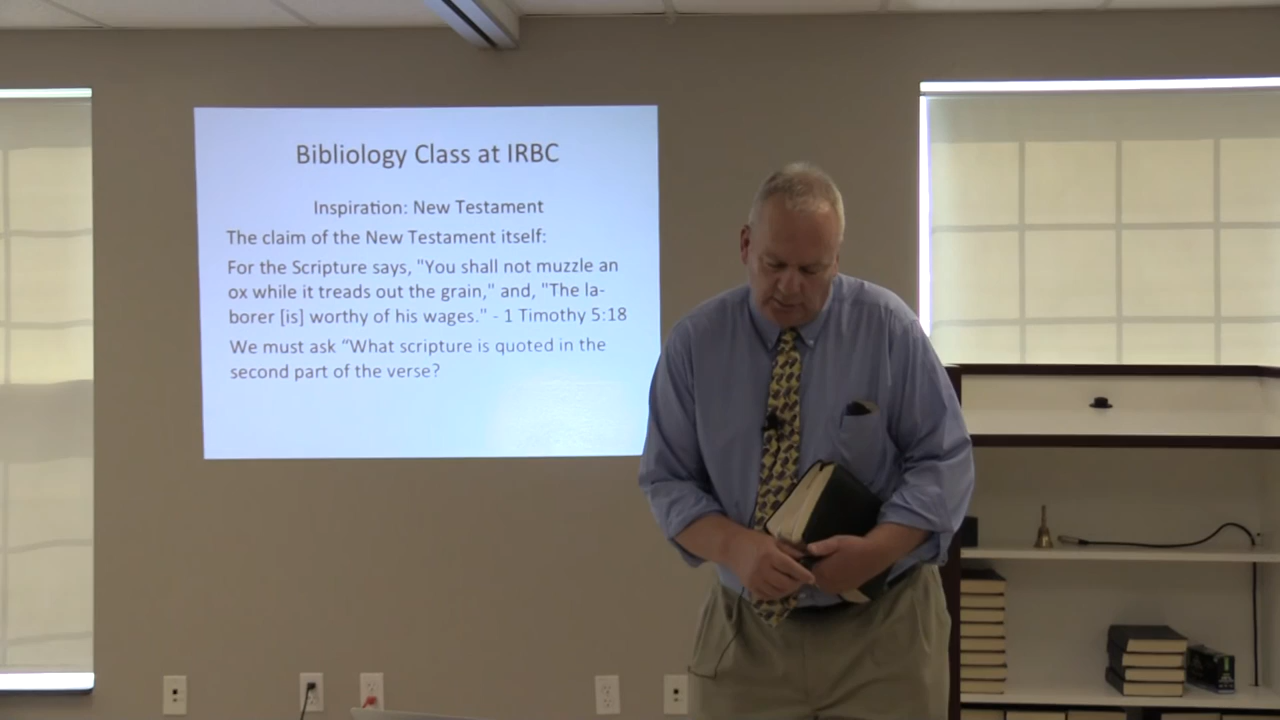 Bibliology Class at IRBC
Inspiration: New Testament
The claim of the New Testament itself:
For the Scripture says, "You shall not muzzle an
ox while it treads out the grain," and, "The la-
borer [is] worthy of his wages." - 1 Timothy 5:18
We must ask “What scripture is quoted in the
second part of the verse?